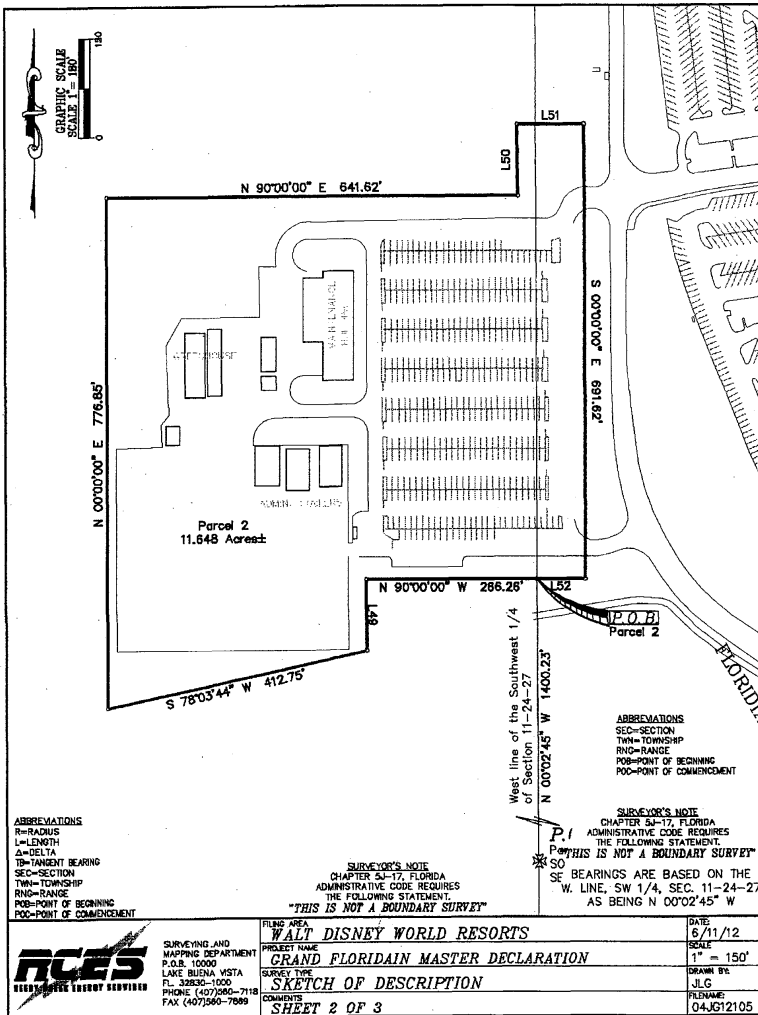 GRAPHIC SCALE
SCALE 1" = 180'
0
L51
L50
N 90°00'00" E 641.62'
S 00°00'00" E 691.62'
N 00°00'00" E 776.85'
MAINTENANCE
Parcel 2
11.648 Acres±
N 90°00'00" W 266.26'
L52
L49
P.O.B.
Parcel 2
S 78°03'44" W 412.75'
West line of the Southwest 1/4
of Section 11-24-27
N 00°02'45" W 1400.23'
ABBREVIATIONS
SEC=SECTION
TWN=TOWNSHIP
RNG=RANGE
POB=POINT OF BEGINNING
POC=POINT OF COMMENCEMENT
SURVEYOR'S NOTE
CHAPTER 5J-17, FLORIDA
ADMINISTRATIVE CODE REQUIRES
THE FOLLOWING STATEMENT.
"THIS IS NOT A BOUNDARY SURVEY"
SO
SE BEARINGS ARE BASED ON THE
W. LINE, SW 1/4, SEC. 11-24-27
AS BEING N 00°02'45" W
ABBREVIATIONS
R=RADIUS
L=LENGTH
Δ=DELTA
TB=TANGENT BEARING
SEC=SECTION
TWN=TOWNSHIP
RNG=RANGE
POB=POINT OF BEGINNING
POC=POINT OF COMMENCEMENT
SURVEYOR'S NOTE
CHAPTER 5J-17, FLORIDA
ADMINISTRATIVE CODE REQUIRES
THE FOLLOWING STATEMENT.
"THIS IS NOT A BOUNDARY SURVEY"
RCES
REEDY CREEK ENERGY SERVICES
SURVEYING AND
MAPPING DEPARTMENT
P.O.B. 10000
LAKE BUENA VISTA
FL. 32830-1000
PHONE (407)560-7118
FAX (407)560-7889
FILING AREA
WALT DISNEY WORLD RESORTS
PROJECT NAME
GRAND FLORIDAIN MASTER DECLARATION
SURVEY TYPE
SKETCH OF DESCRIPTION
COMMENTS
SHEET 2 OF 3
DATE:
6/11/12
SCALE
1" = 150'
DRAWN BY:
JLG
FILENAME:
04JG12105